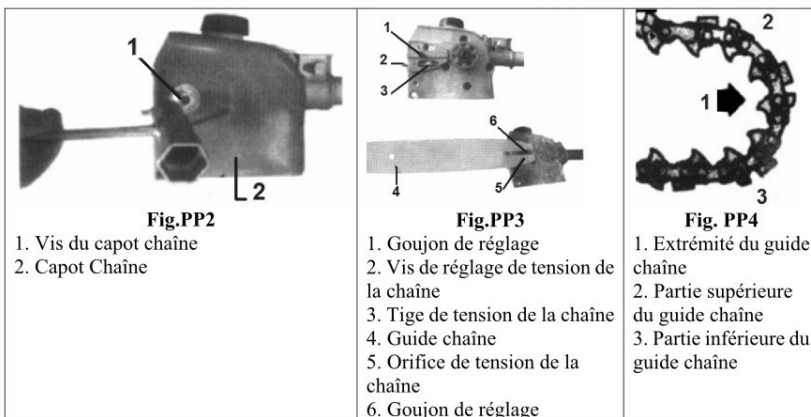 1
2
Fig.PP2
1. Vis du capot chaîne
2. Capot Chaîne
1
2
3
6
4
5
Fig.PP3
1. Goujon de réglage
2. Vis de réglage de tension de
la chaîne
3. Tige de tension de la chaîne
4. Guide chaîne
5. Orifice de tension de la
chaîne
6. Goujon de réglage
2
1
3
Fig. PP4
1. Extrémité du guide
chaîne
2. Partie supérieure
du guide chaîne
3. Partie inférieure du
guide chaîne